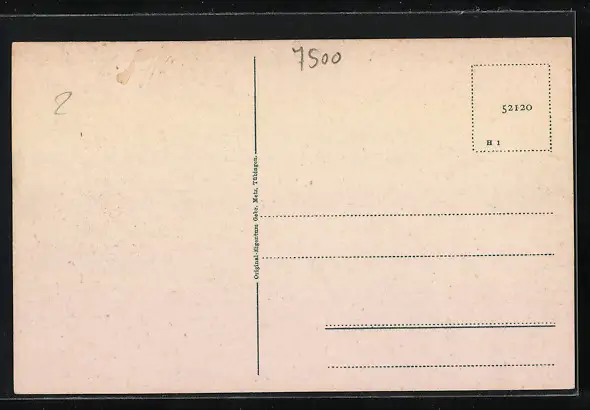 7500
2
52120
H 1
Original-Eigentum Gebr. Metz, Tübingen.